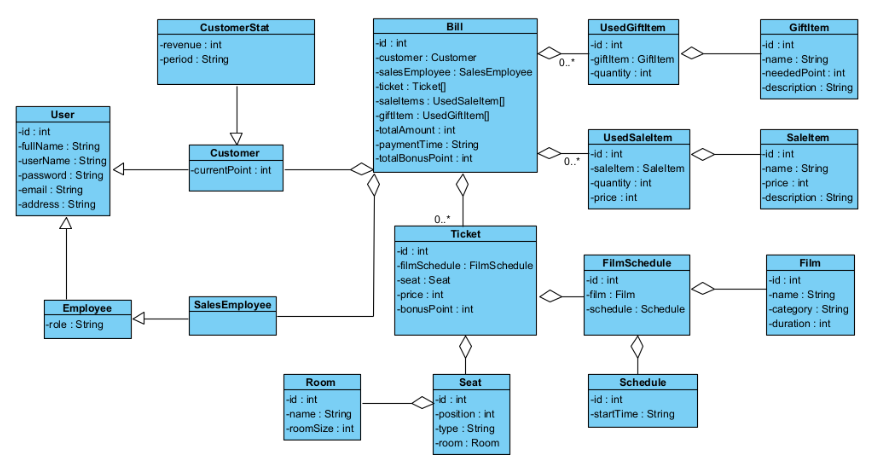 CustomerStat
-revenue : int
-period : String
Bill
-id : int
-customer : Customer
-salesEmployee : SalesEmployee
-ticket : Ticket[]
-saleItems : UsedSaleItem[]
-giftItem : UsedGiftItem[]
-totalAmount : int
-paymentTime : String
-totalBonusPoint : int
UsedGiftItem
-id : int
-giftItem : GiftItem
-quantity : int
0..*
GiftItem
-id : int
-name : String
-neededPoint : int
-description : String
User
-id : int
-fullName : String
-userName : String
-password : String
-email : String
-address : String
Customer
-currentPoint : int
UsedSaleItem
-id : int
-saleItem : SaleItem
-quantity : int
-price : int
0..*
SaleItem
-id : int
-name : String
-price : int
-description : String
0..*
Ticket
-id : int
-filmSchedule : FilmSchedule
-seat : Seat
-price : int
-bonusPoint : int
FilmSchedule
-id : int
-film : Film
-schedule : Schedule
Film
-id : int
-name : String
-category : String
-duration : int
Employee
-role : String
SalesEmployee
Room
-id : int
-name : String
-roomSize : int
Seat
-id : int
-position : int
-type : String
-room : Room
Schedule
-id : int
-startTime : String